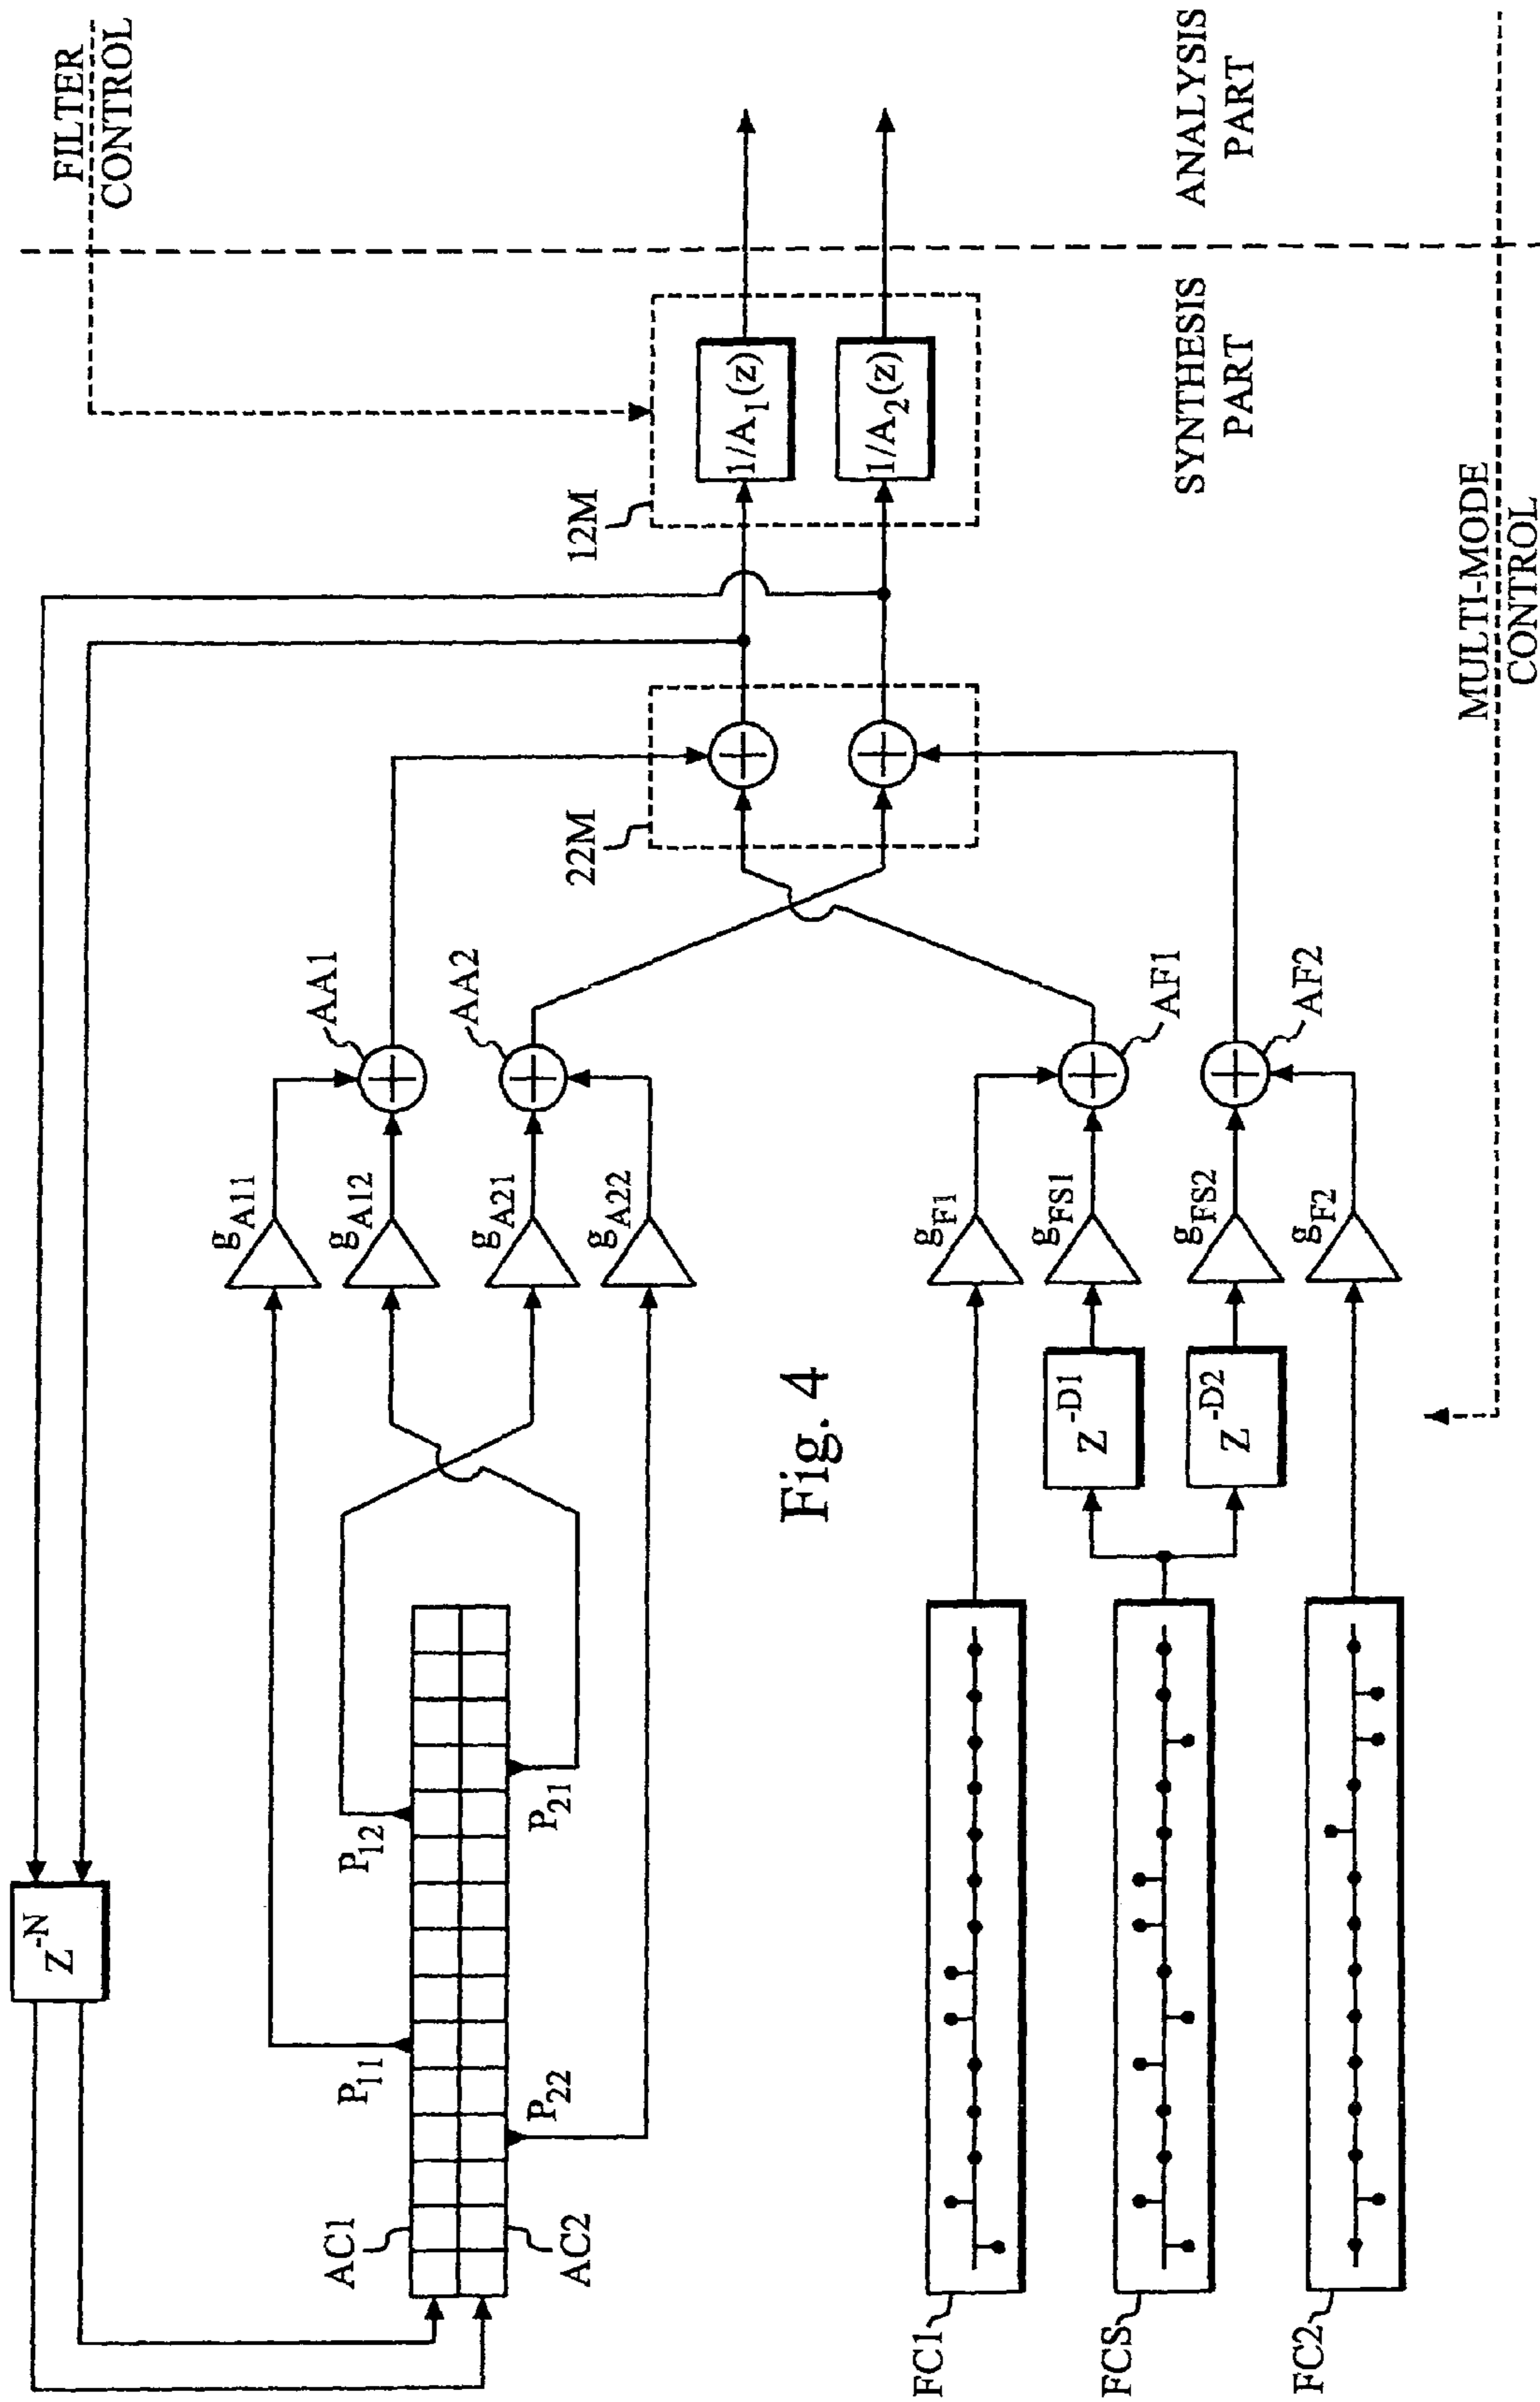 FILTER
CONTROL
Z^-N
AC1
AC2
P11
P12
P22
P21
gA11
gA12
gA21
gA22
AA1
AA2
22M
12M
1/A1(z)
1/A2(z)
Fig. 4
FC1
FCS
FC2
Z^-D1
Z^-D2
gF1
gFS1
gFS2
gF2
AF1
AF2
SYNTHESIS
PART
ANALYSIS
PART
MULTI-MODE
CONTROL